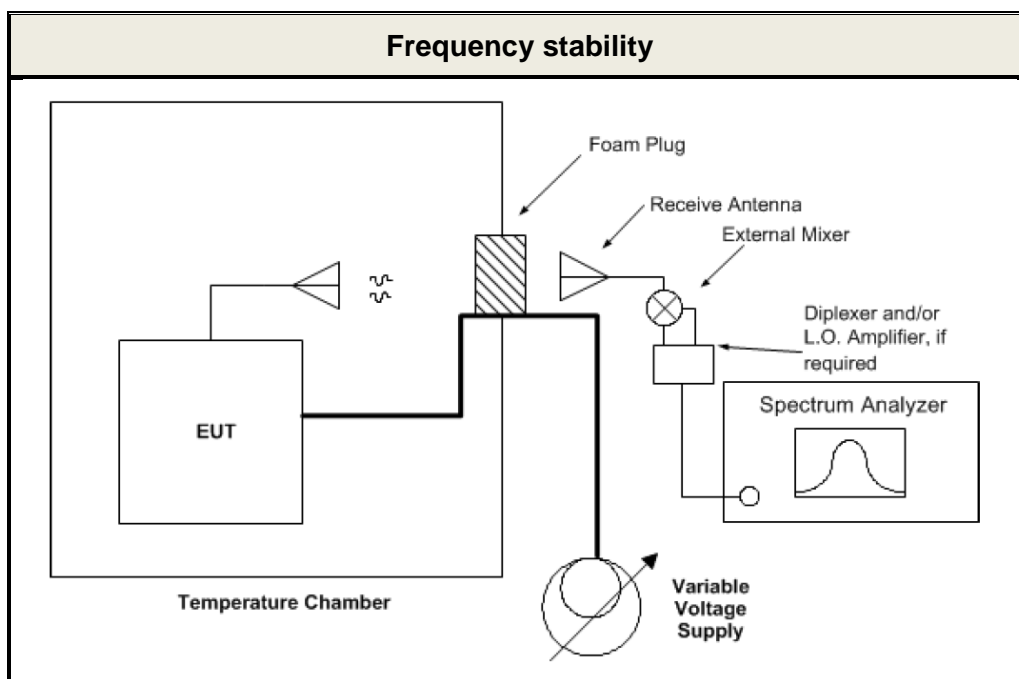 Frequency stability
Foam Plug
Receive Antenna
External Mixer
Diplexer and/or
L.O. Amplifier, if
required
Spectrum Analyzer
EUT
Temperature Chamber
Variable
Voltage
Supply